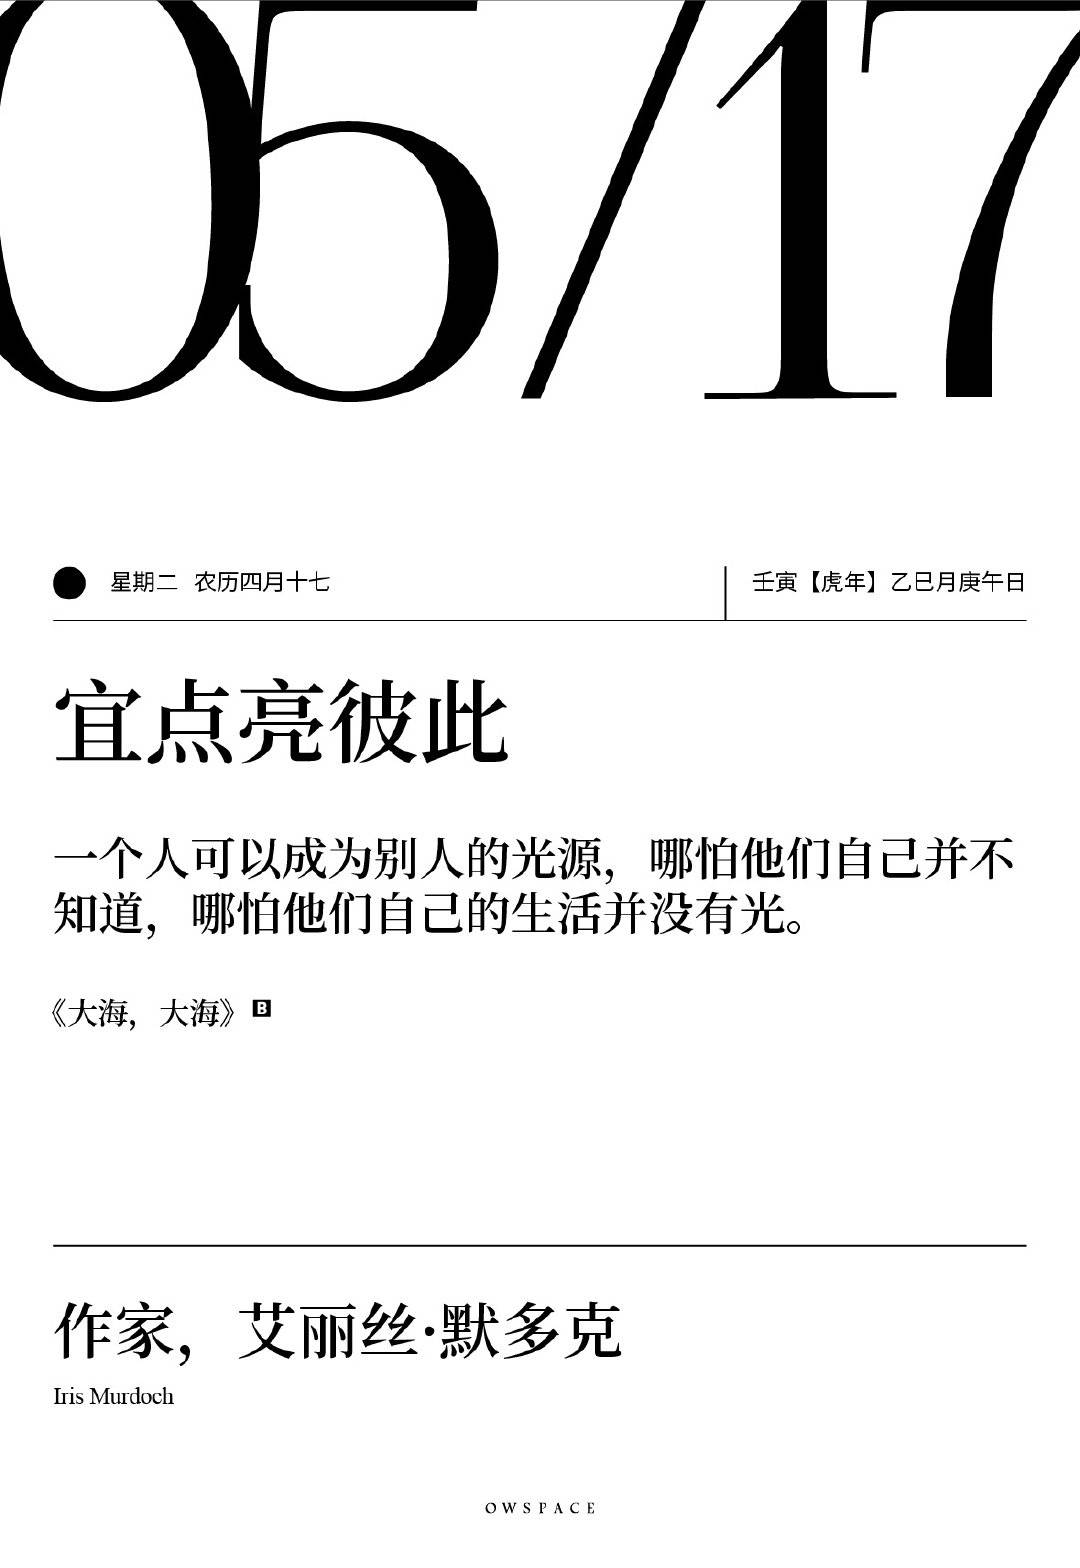 05/17
星期二 农历四月十七
壬寅【虎年】乙巳月庚午日
宜点亮彼此
一个人可以成为别人的光源，哪怕他们自己并不
知道，哪怕他们自己的生活并没有光。
《大海，大海》B
作家，艾丽丝·默多克
Iris Murdoch
OWSPACE